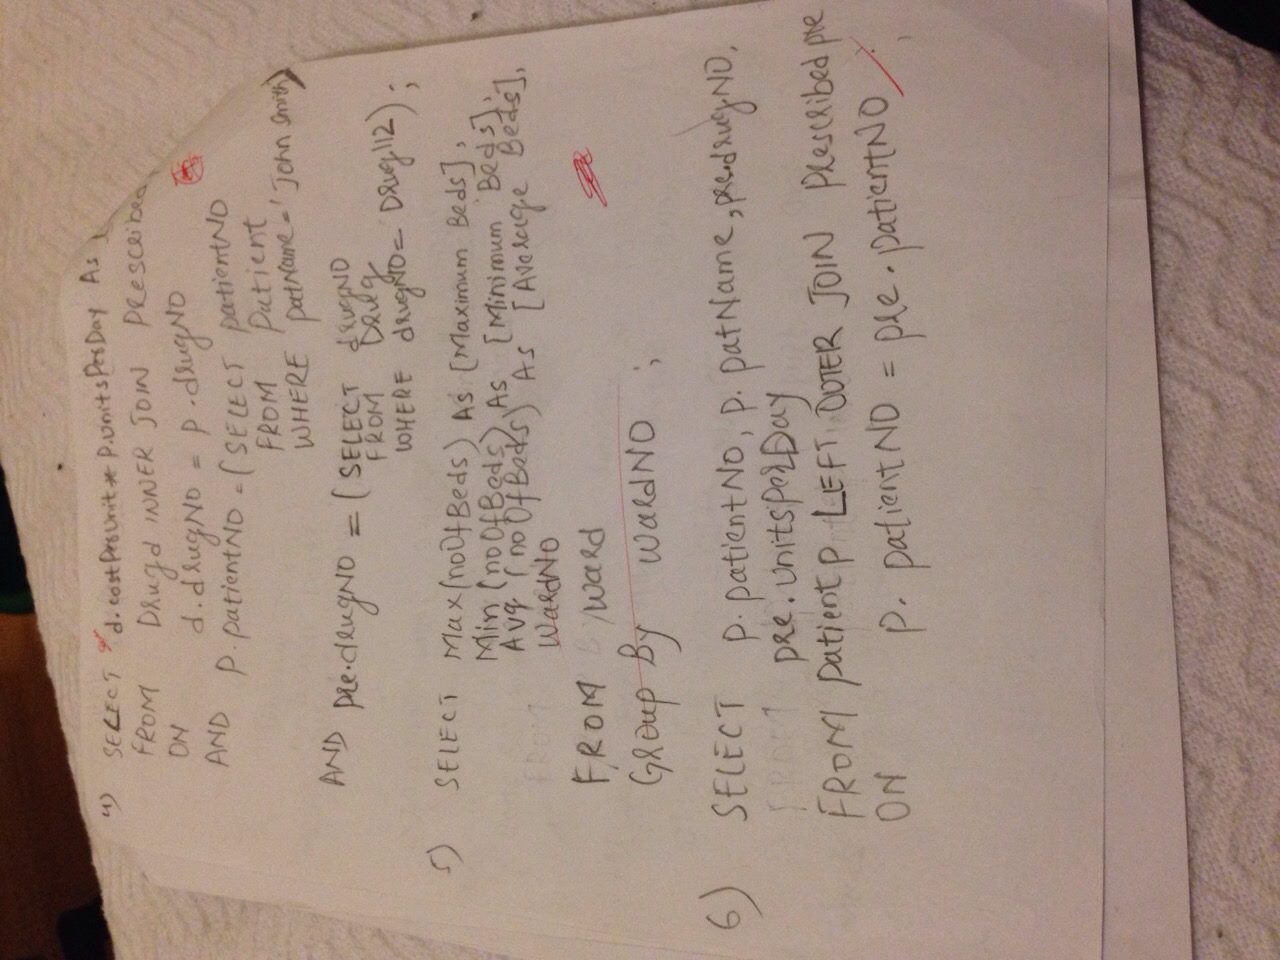 4) SELECT Sum d.costPerUnit * P.UnitsPerDay As
FROM Drug d INNER JOIN Prescribed
ON d.drugNO = p.drugNO
AND P.patientNO = (SELECT patientNO
FROM Patient
WHERE patName = 'John Smith)
AND pre.drugNO = (SELECT drugNO
FROM Drug
WHERE drugNO = Drug112);
5) SELECT Max(noOfBeds) As [Maximum Beds],
Min (noOfBeds), As [Minimum Beds],
Avg (noOfBeds) As [Average Beds],
WardNO
FROM Ward
Group By WardNO ;
6) SELECT p.patientNO, p.patName, pre.drugNO,
FROM pre.UnitsPerDay
FROM patient p LEFT OUTER JOIN Prescribed pre
ON p.patientNO = pre.patientNO ;